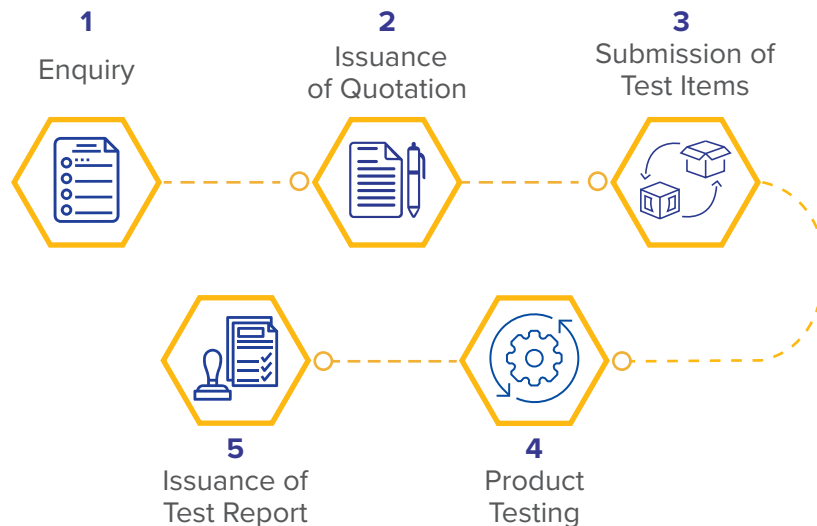 1
Enquiry
2
Issuance
of Quotation
3
Submission of
Test Items
4
Product
Testing
5
Issuance of
Test Report